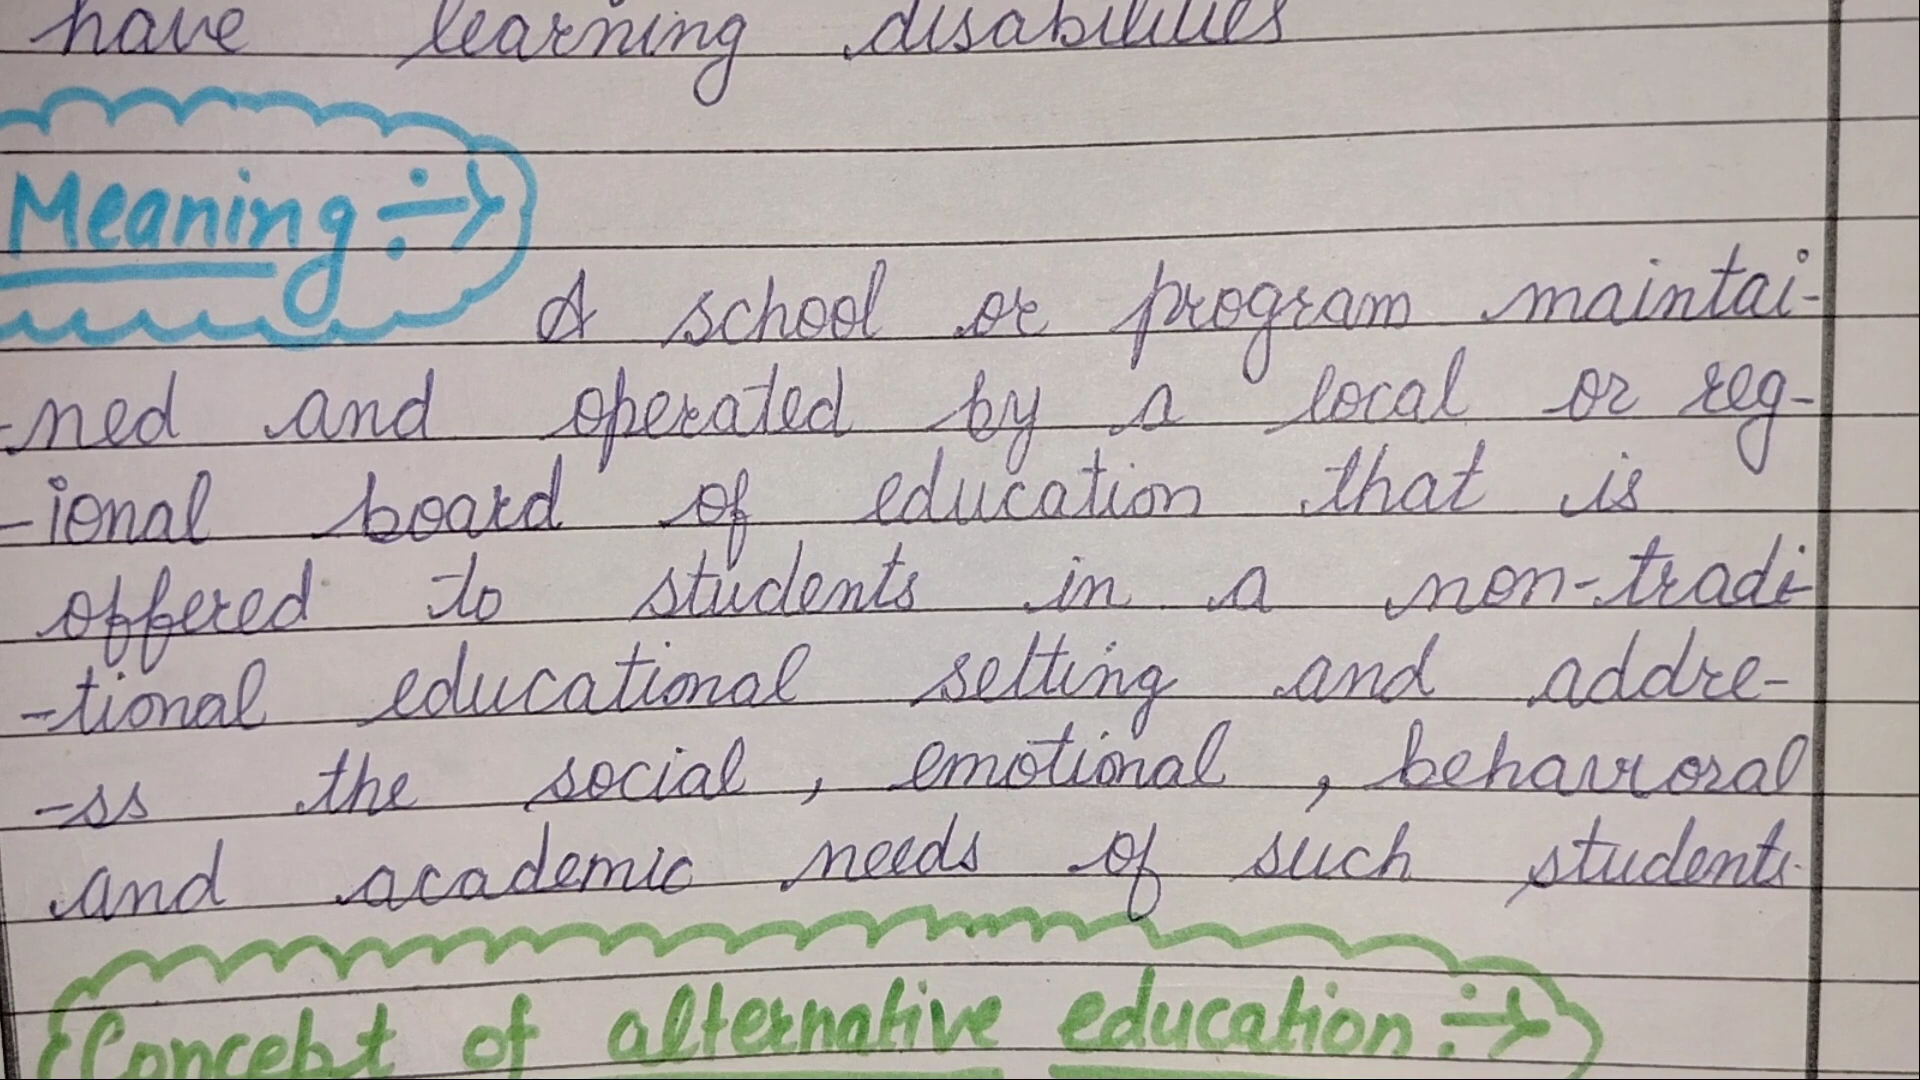 have learning disabilities
Meaning :→
A school or program maintai-
-ned and operated by a local or reg-
-ional board of education that is
offered to students in a non-tradi-
-tional educational setting and addre-
-ss the social, emotional, behavioral
and academic needs of such students.
Concept of alternative education :→